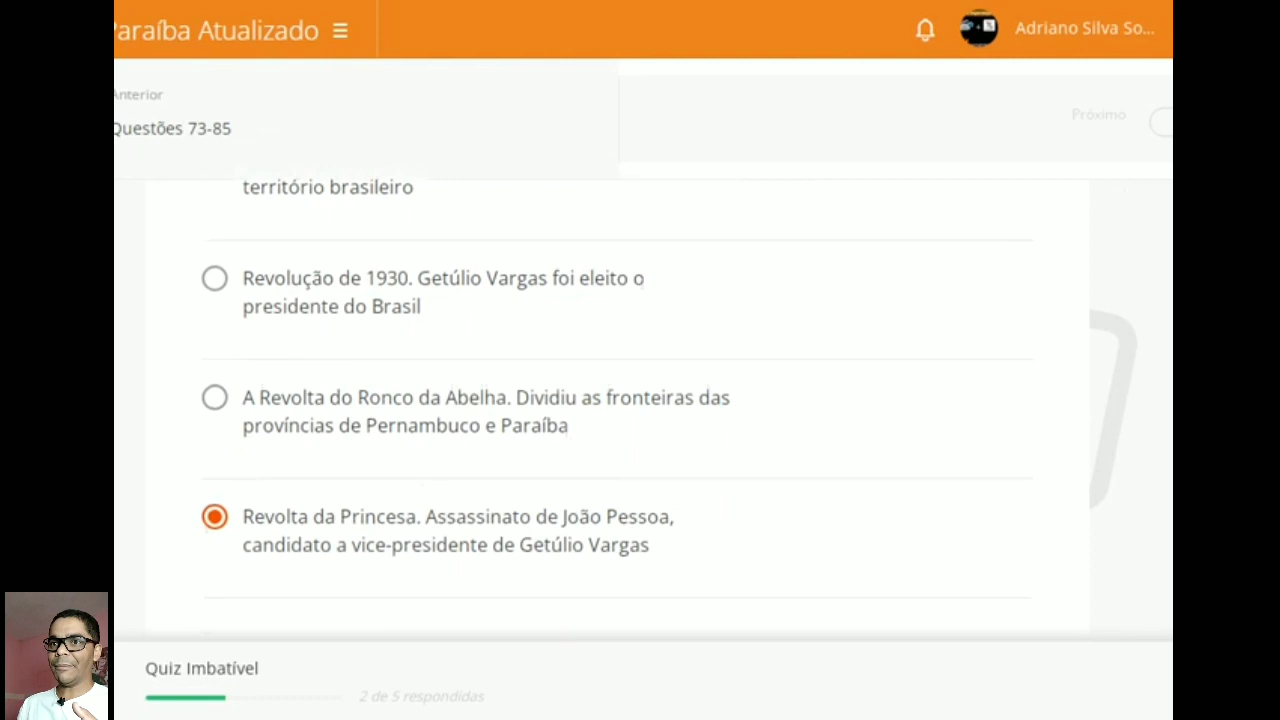 Paraíba Atualizado
Adriano Silva So...
Anterior
Questões 73-85
Próximo
território brasileiro
Revolução de 1930. Getúlio Vargas foi eleito o
presidente do Brasil
A Revolta do Ronco da Abelha. Dividiu as fronteiras das
províncias de Pernambuco e Paraíba
Revolta da Princesa. Assassinato de João Pessoa,
candidato a vice-presidente de Getúlio Vargas
Quiz Imbatível
2 de 5 respondidas